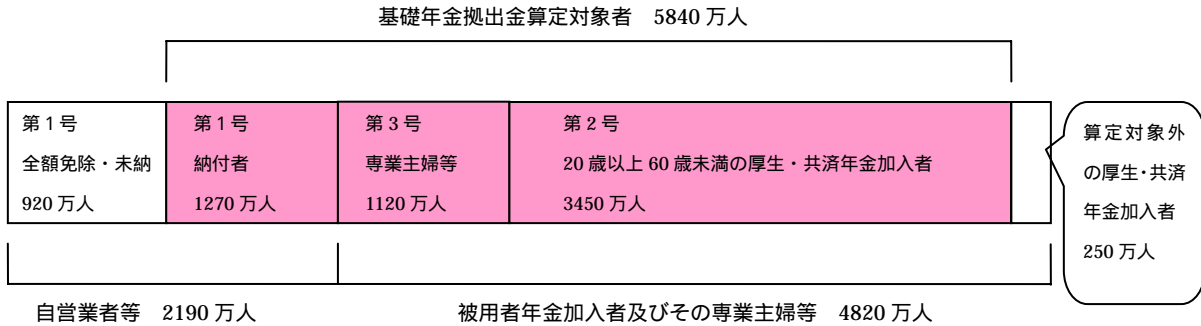 基礎年金拠出金算定対象者　5840 万人
第1号
全額免除・未納
920 万人
第1号
納付者
1270 万人
第3号
専業主婦等
1120 万人
第2号
20 歳以上 60 歳未満の厚生・共済年金加入者
3450 万人
算定対象外
の厚生・共済
年金加入者
250 万人
自営業者等　2190 万人
被用者年金加入者及びその専業主婦等　4820 万人